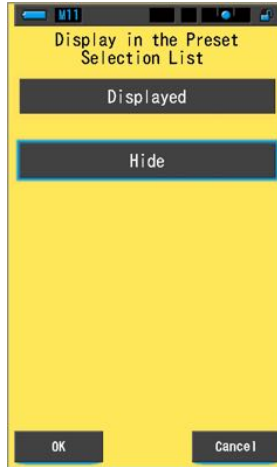 M11
Display in the Preset
Selection List
Displayed
Hide
OK
Cancel